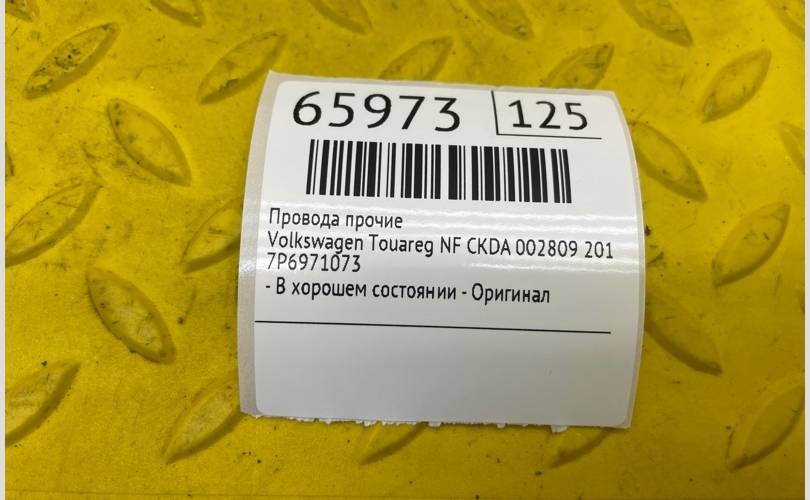 65973 125
Провода прочие
Volkswagen Touareg NF CKDA 002809 201
7P6971073
- В хорошем состоянии - Оригинал